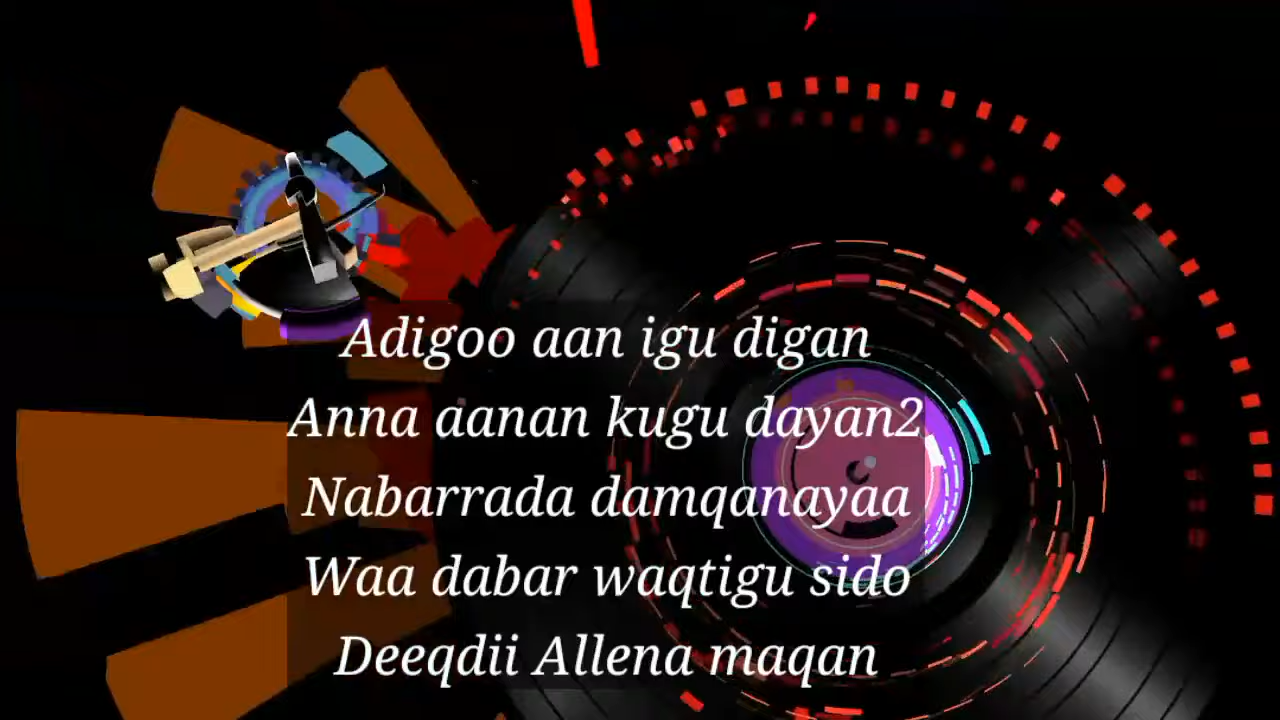 Adigoo aan igu digan
Anna aanan kugu dayan2
Nabarrada damqanayaa
Waa dabar waqtigu sido
Deeqdii Allena maqan